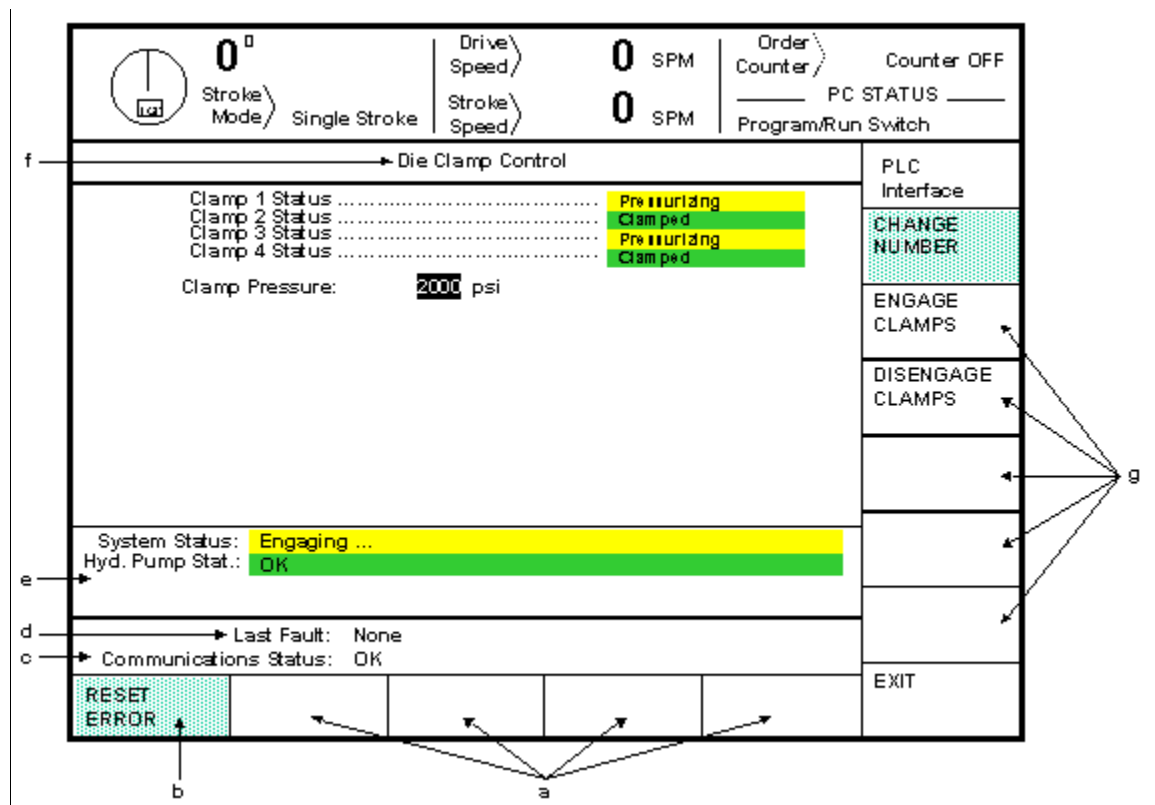 0°
Stroke Mode
Single Stroke
Drive Speed
0 SPM
Stroke Speed
0 SPM
Order Counter
Counter OFF
PC STATUS
Program/Run Switch
f
Die Clamp Control
PLC Interface
Clamp 1 Status .................................. Pressurizing
Clamp 2 Status .................................. Clamped
Clamp 3 Status .................................. Pressurizing
Clamp 4 Status .................................. Clamped
Clamp Pressure: 2000 psi
CHANGE
NUMBER
ENGAGE
CLAMPS
DISENGAGE
CLAMPS
g
System Status: Engaging ...
Hyd. Pump Stat.: OK
e
d
Last Fault: None
c
Communications Status: OK
RESET
ERROR
EXIT
b
a